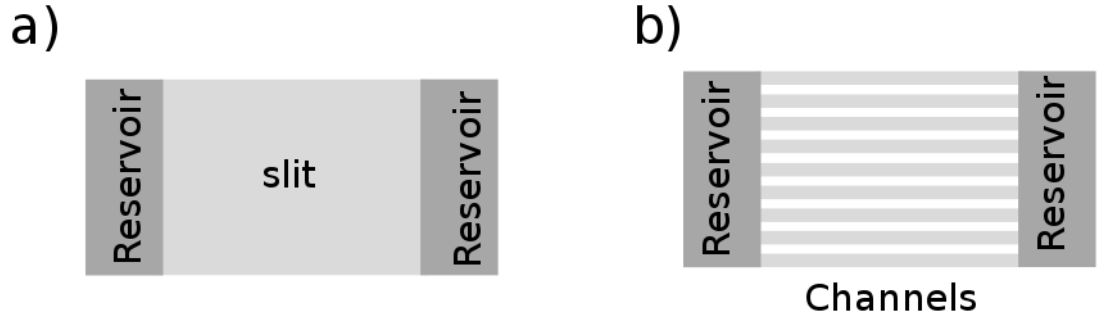 a)
Reservoir
slit
Reservoir
b)
Reservoir
Reservoir
Channels